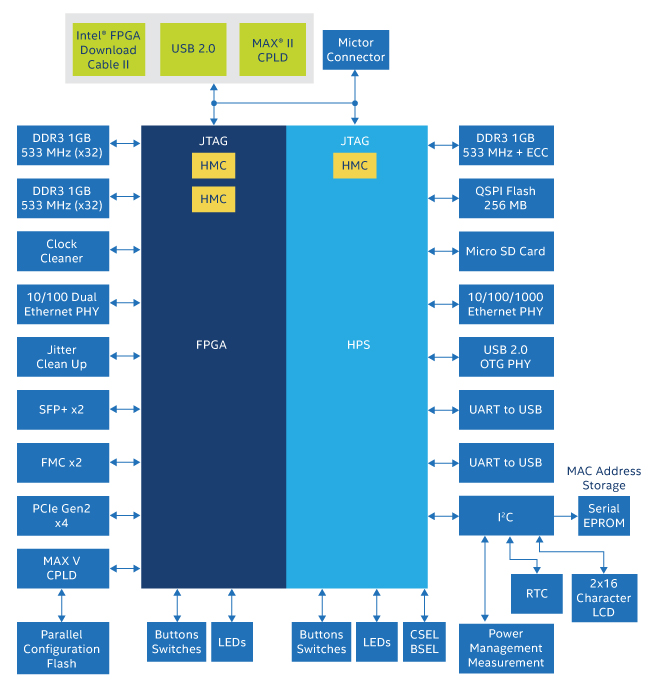 Intel® FPGA
Download
Cable II
USB 2.0
MAX® II
CPLD
Mictor
Connector
DDR3 1GB
533 MHz (x32)
DDR3 1GB
533 MHz (x32)
Clock
Cleaner
10/100 Dual
Ethernet PHY
Jitter
Clean Up
SFP+ x2
FMC x2
PCIe Gen2
x4
MAX V
CPLD
Parallel
Configuration
Flash
JTAG
HMC
HMC
FPGA
JTAG
HMC
HPS
DDR3 1GB
533 MHz + ECC
QSPI Flash
256 MB
Micro SD Card
10/100/1000
Ethernet PHY
USB 2.0
OTG PHY
UART to USB
UART to USB
I²C
MAC Address
Storage
Serial
EPROM
RTC
2x16
Character
LCD
Power
Management
Measurement
Buttons
Switches
LEDs
Buttons
Switches
LEDs
CSEL
BSEL